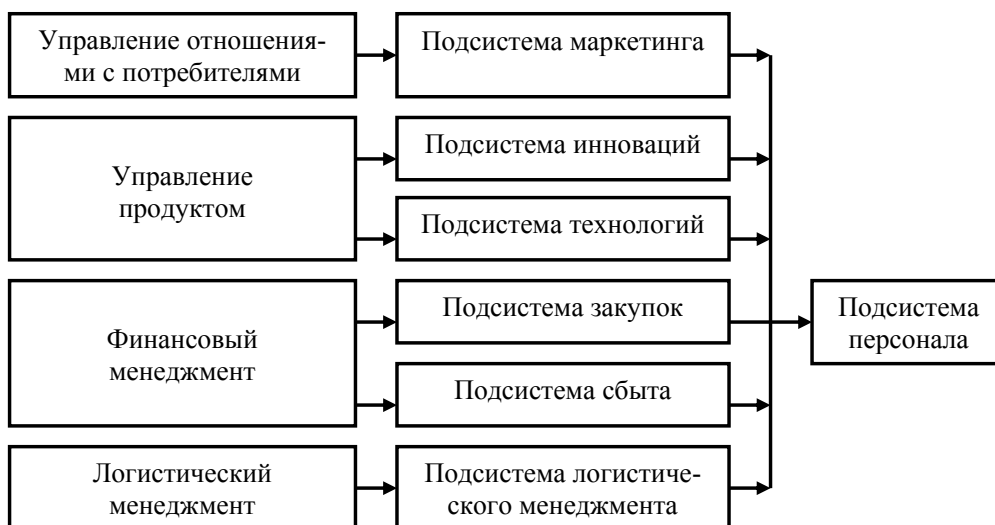 Управление отношения-
ми с потребителями
Подсистема маркетинга
Управление
продуктом
Подсистема инноваций
Подсистема технологий
Финансовый
менеджмент
Подсистема закупок
Подсистема сбыта
Подсистема
персонала
Логистический
менеджмент
Подсистема логистиче-
ского менеджмента